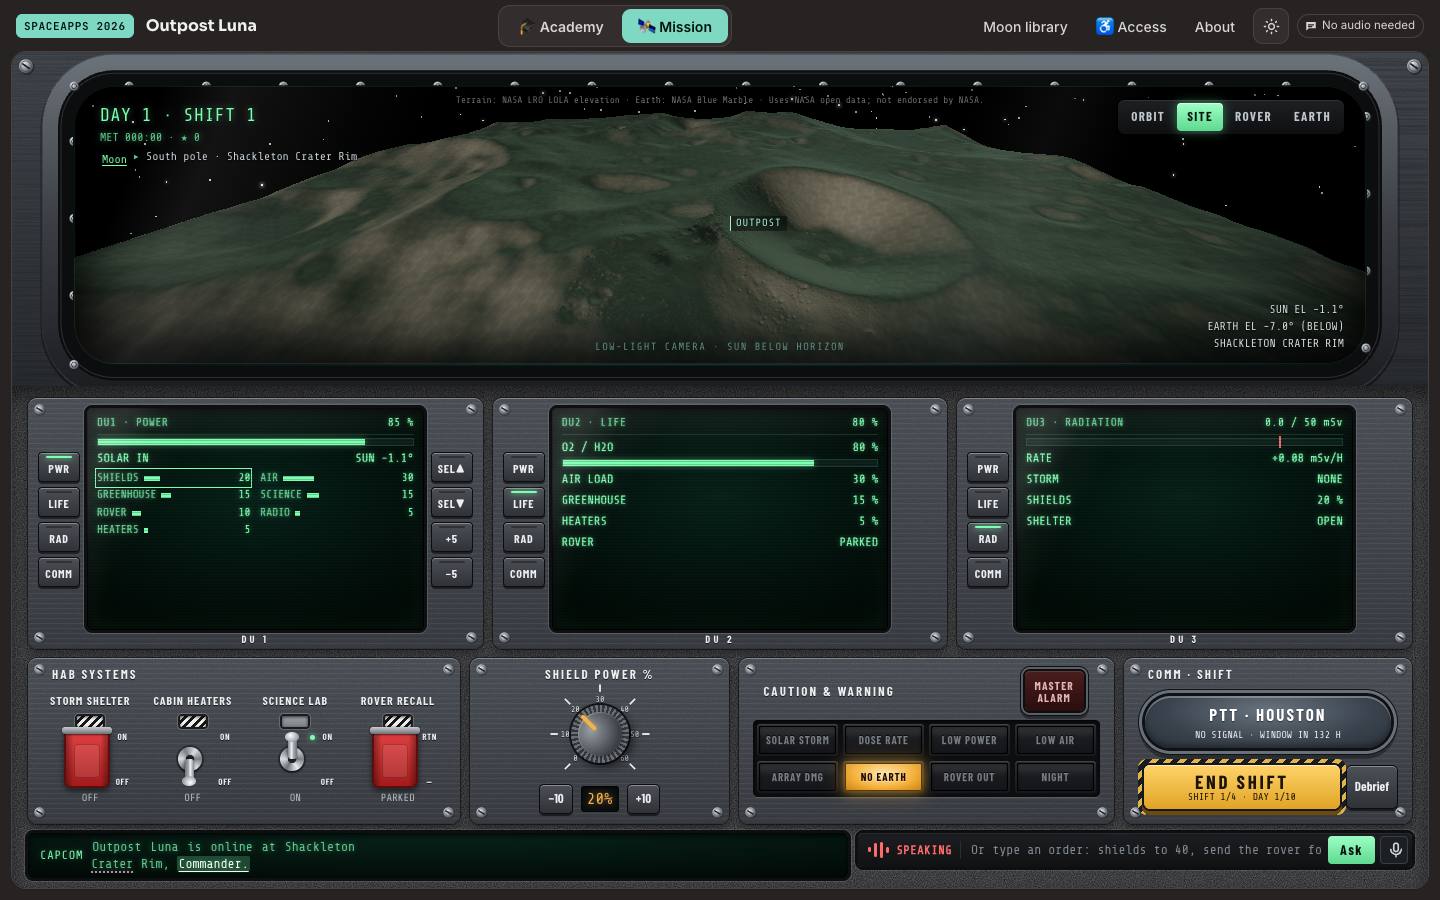 SPACEAPPS 2026 Outpost Luna Academy Mission Moon library Access About No audio needed
Terrain: NASA LRO LOLA elevation · Earth: NASA Blue Marble · Uses NASA open data; not endorsed by NASA.
DAY 1 · SHIFT 1
MET 000:00 · ★ 0
Moon ▸ South pole · Shackleton Crater Rim
ORBIT SITE ROVER EARTH
OUTPOST
SUN EL -1.1°
EARTH EL -7.0° (BELOW)
SHACKLETON CRATER RIM
LOW-LIGHT CAMERA · SUN BELOW HORIZON
PWR
LIFE
RAD
COMM
DU1 · POWER 85 %
SOLAR IN SUN -1.1°
SHIELDS 20 AIR 30
GREENHOUSE 15 SCIENCE 15
ROVER 10 RADIO 5
HEATERS 5
SEL▲
SEL▼
+5
-5
DU 1
PWR
LIFE
RAD
COMM
DU2 · LIFE 80 %
O2 / H2O 80 %
AIR LOAD 30 %
GREENHOUSE 15 %
HEATERS 5 %
ROVER PARKED
DU 2
PWR
LIFE
RAD
COMM
DU3 · RADIATION 0.0 / 50 mSv
RATE +0.08 mSv/H
STORM NONE
SHIELDS 20 %
SHELTER OPEN
DU 3
HAB SYSTEMS
STORM SHELTER CABIN HEATERS SCIENCE LAB ROVER RECALL
ON ON ON RTN
OFF OFF OFF —
OFF OFF ON PARKED
SHIELD POWER %
0 10 20 30 40 50 60
-10 20% +10
CAUTION & WARNING
MASTER
ALARM
SOLAR STORM DOSE RATE LOW POWER LOW AIR
ARRAY DMG NO EARTH ROVER OUT NIGHT
COMM · SHIFT
PTT · HOUSTON
NO SIGNAL · WINDOW IN 132 H
END SHIFT
SHIFT 1/4 · DAY 1/10
Debrief
CAPCOM
Outpost Luna is online at Shackleton
Crater Rim, Commander.
SPEAKING Or type an order: shields to 40, send the rover fo Ask